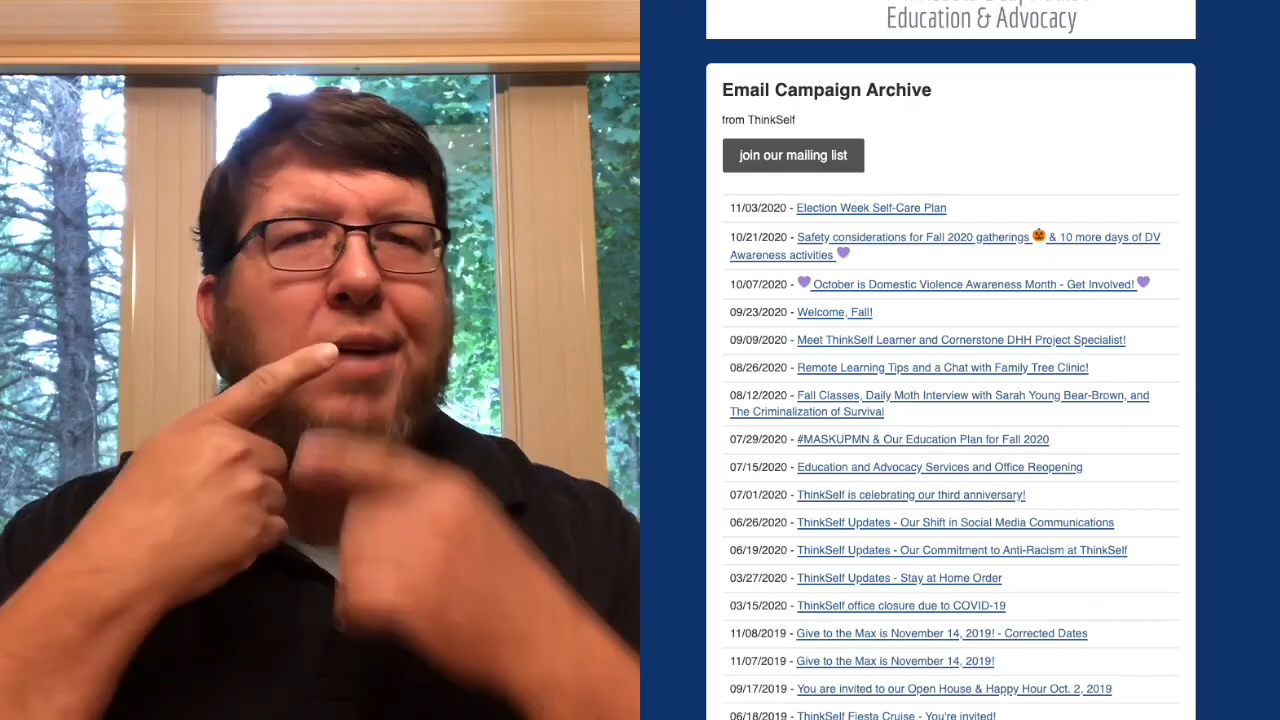 Education & Advocacy
Email Campaign Archive
from ThinkSelf
join our mailing list
11/03/2020 - Election Week Self-Care Plan
10/21/2020 - Safety considerations for Fall 2020 gatherings 🎃 & 10 more days of DV
Awareness activities 💜
10/07/2020 - 💜 October is Domestic Violence Awareness Month - Get Involved! 💜
09/23/2020 - Welcome, Fall!
09/09/2020 - Meet ThinkSelf Learner and Cornerstone DHH Project Specialist!
08/26/2020 - Remote Learning Tips and a Chat with Family Tree Clinic!
08/12/2020 - Fall Classes, Daily Moth Interview with Sarah Young Bear-Brown, and
The Criminalization of Survival
07/29/2020 - #MASKUPMN & Our Education Plan for Fall 2020
07/15/2020 - Education and Advocacy Services and Office Reopening
07/01/2020 - ThinkSelf is celebrating our third anniversary!
06/26/2020 - ThinkSelf Updates - Our Shift in Social Media Communications
06/19/2020 - ThinkSelf Updates - Our Commitment to Anti-Racism at ThinkSelf
03/27/2020 - ThinkSelf Updates - Stay at Home Order
03/15/2020 - ThinkSelf office closure due to COVID-19
11/08/2019 - Give to the Max is November 14, 2019! - Corrected Dates
11/07/2019 - Give to the Max is November 14, 2019!
09/17/2019 - You are invited to our Open House & Happy Hour Oct. 2, 2019
06/18/2019 - ThinkSelf Fiesta Cruise - You're invited!